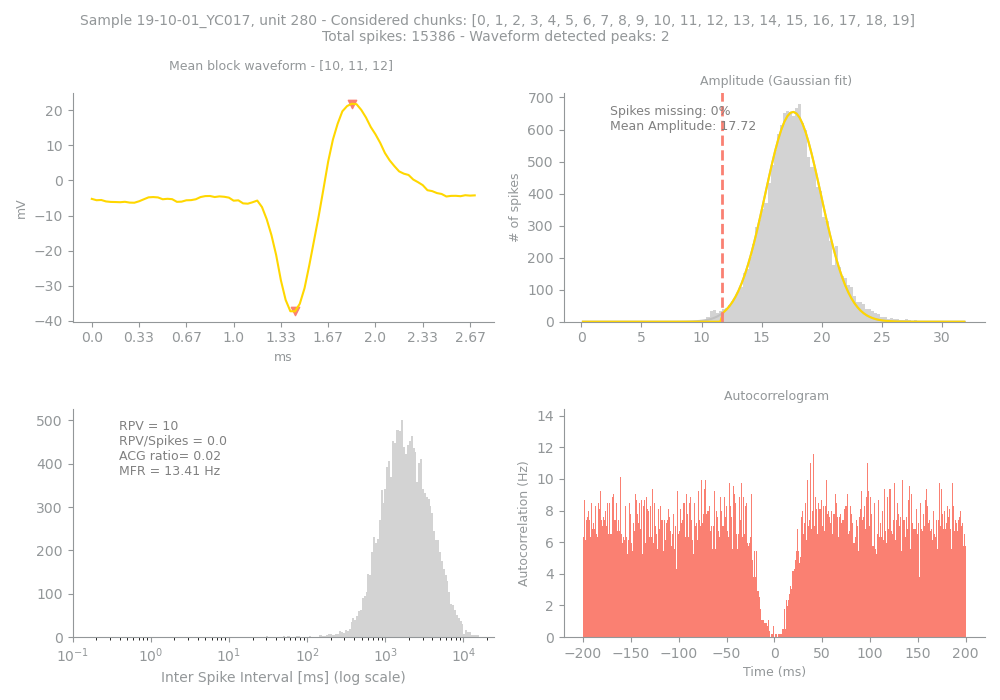 Sample 19-10-01_YC017, unit 280 - Considered chunks: [0, 1, 2, 3, 4, 5, 6, 7, 8, 9, 10, 11, 12, 13, 14, 15, 16, 17, 18, 19]
Total spikes: 15386 - Waveform detected peaks: 2
Mean block waveform - [10, 11, 12]
mV
20
10
0
−10
−20
−30
−40
0.0 0.33 0.67 1.0 1.33 1.67 2.0 2.33 2.67
ms
Amplitude (Gaussian fit)
Spikes missing: 0%
Mean Amplitude: 17.72
# of spikes
700
600
500
400
300
200
100
0
0 5 10 15 20 25 30
RPV = 10
RPV/Spikes = 0.0
ACG ratio= 0.02
MFR = 13.41 Hz
500
400
300
200
100
0
10⁻¹ 10⁰ 10¹ 10² 10³ 10⁴
Inter Spike Interval [ms] (log scale)
Autocorrelogram
Autocorrelation (Hz)
14
12
10
8
6
4
2
0
−200 −150 −100 −50 0 50 100 150 200
Time (ms)